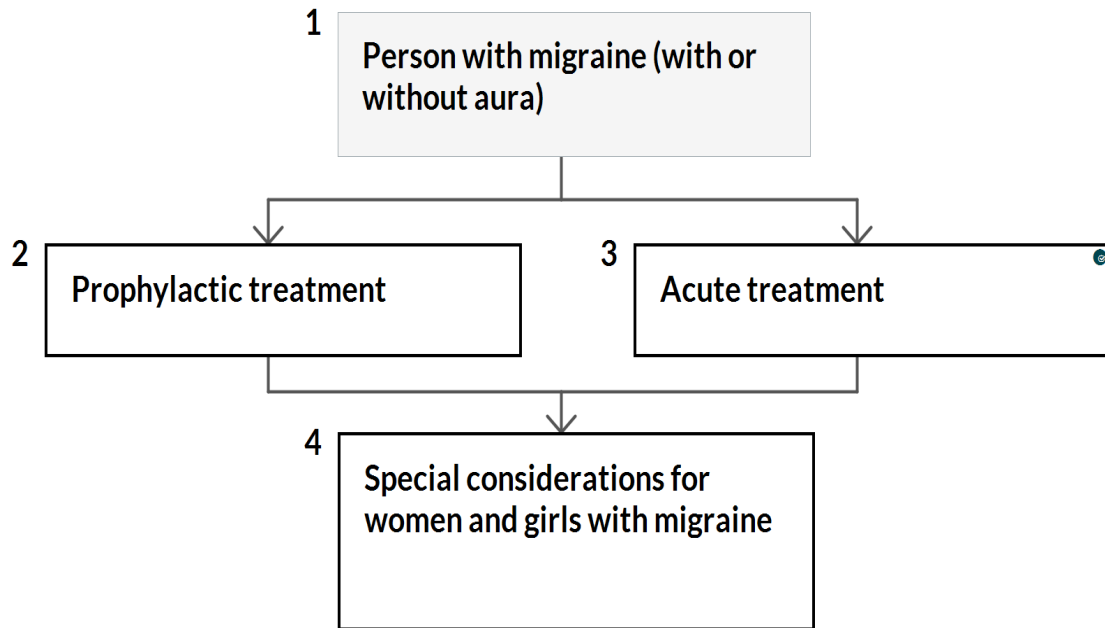 1
Person with migraine (with or
without aura)
2
Prophylactic treatment
3
Acute treatment
4
Special considerations for
women and girls with migraine